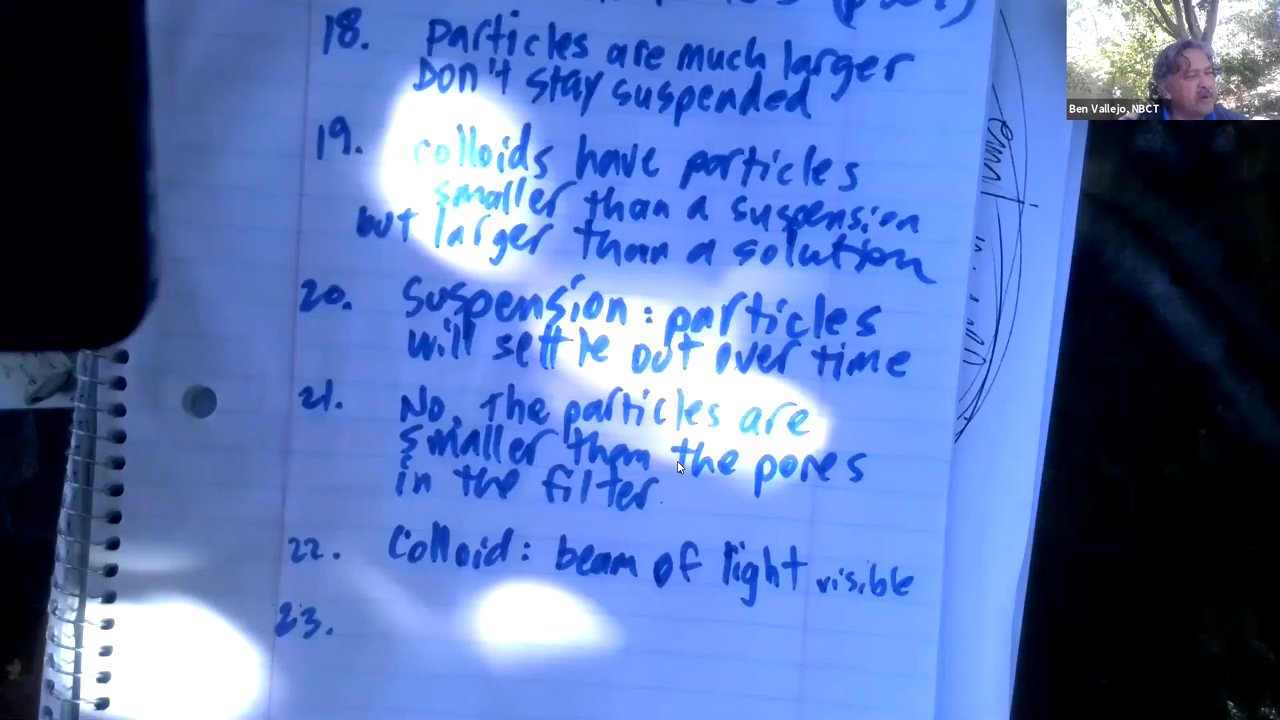 18. particles are much larger
Don't stay suspended
19. colloids have particles
smaller than a suspension
but larger than a solution
20. Suspension: particles
will settle out over time
21. No, the particles are
smaller than the pores
in the filter.
22. Colloid: beam of light visible
23.
Ben Vallejo, NBCT